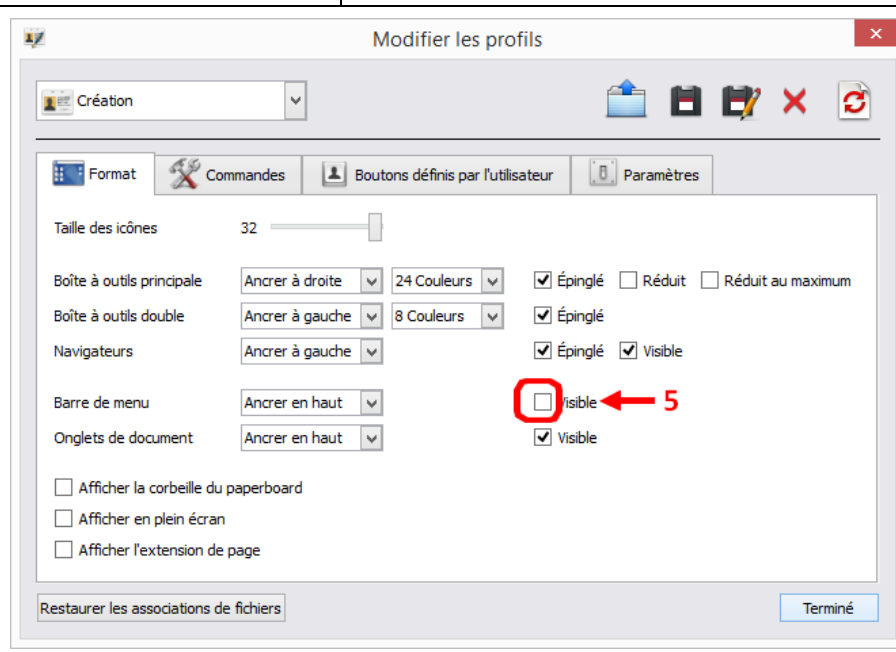 Modifier les profils
Création
Format Commandes Boutons définis par l'utilisateur Paramètres
Taille des icônes 32
Boîte à outils principale Ancrer à droite 24 Couleurs Épinglé Réduit Réduit au maximum
Boîte à outils double Ancrer à gauche 8 Couleurs Épinglé
Navigateurs Ancrer à gauche Épinglé Visible
Barre de menu Ancrer en haut Visible 5
Onglets de document Ancrer en haut Visible
Afficher la corbeille du paperboard
Afficher en plein écran
Afficher l'extension de page
Restaurer les associations de fichiers Terminé